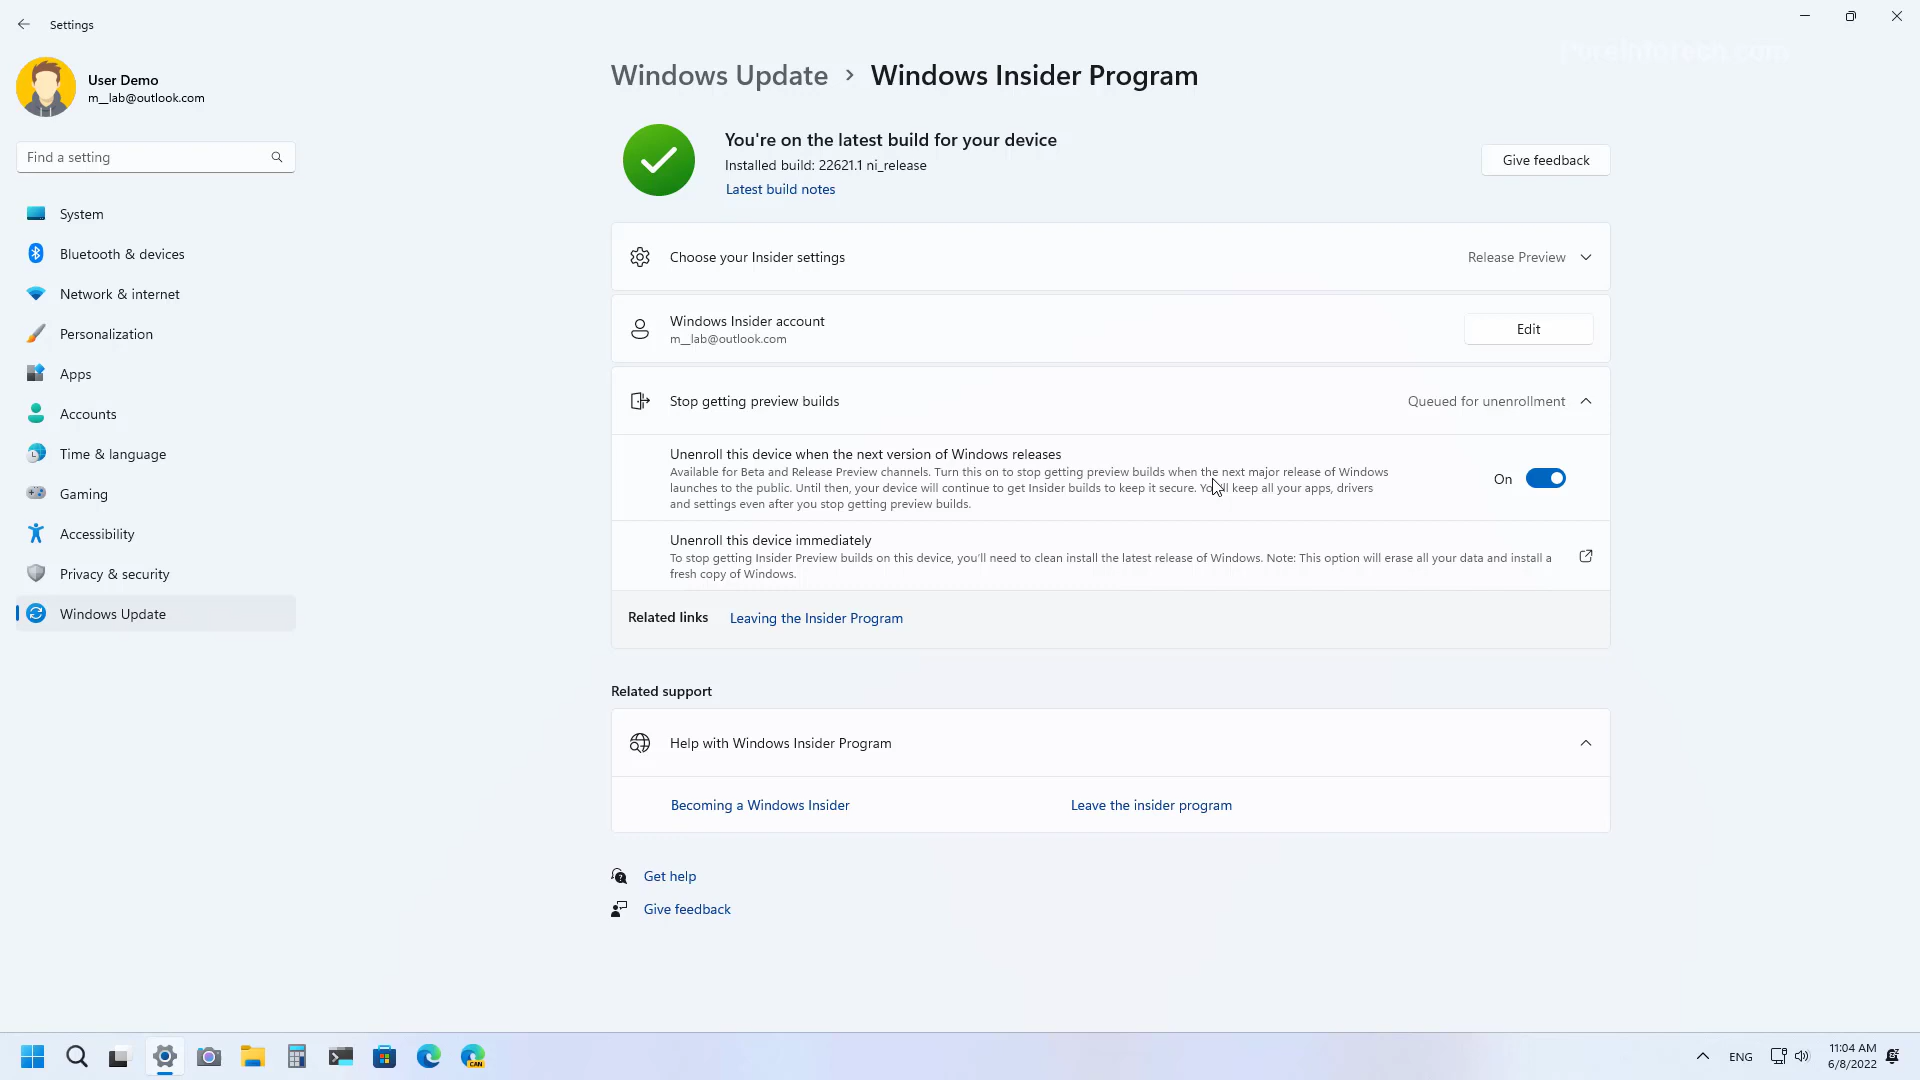 Settings
PureInfotech.com
User Demo
m__lab@outlook.com
Find a setting
System
Bluetooth & devices
Network & internet
Personalization
Apps
Accounts
Time & language
Gaming
Accessibility
Privacy & security
Windows Update
Windows Update > Windows Insider Program
You're on the latest build for your device
Installed build: 22621.1 ni_release
Latest build notes
Give feedback
Choose your Insider settings
Release Preview
Windows Insider account
m__lab@outlook.com
Edit
Stop getting preview builds
Queued for unenrollment
Unenroll this device when the next version of Windows releases
Available for Beta and Release Preview channels. Turn this on to stop getting preview builds when the next major release of Windows
launches to the public. Until then, your device will continue to get Insider builds to keep it secure. You'll keep all your apps, drivers
and settings even after you stop getting preview builds.
On
Unenroll this device immediately
To stop getting Insider Preview builds on this device, you'll need to clean install the latest release of Windows. Note: This option will erase all your data and install a
fresh copy of Windows.
Related links
Leaving the Insider Program
Related support
Help with Windows Insider Program
Becoming a Windows Insider
Leave the insider program
Get help
Give feedback
CAN
ENG
11:04 AM
6/8/2022